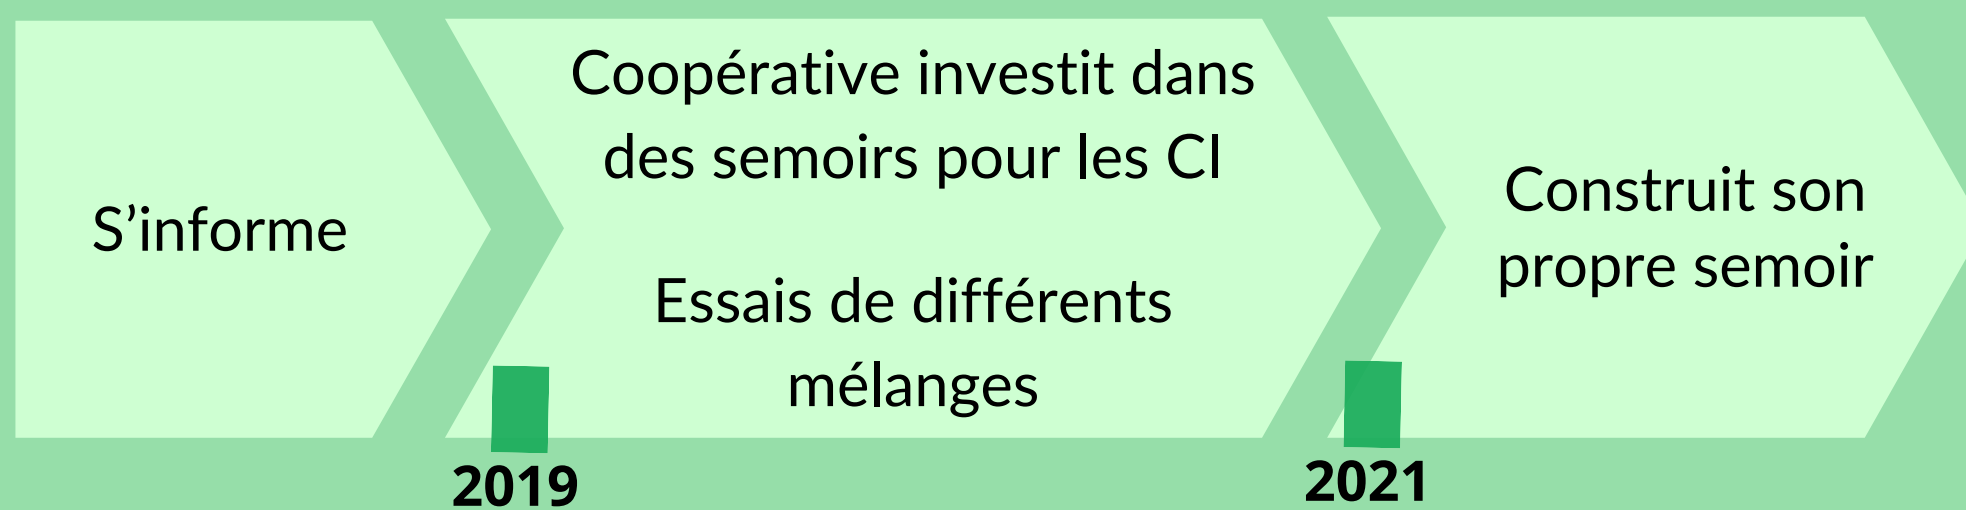 S’informe
Coopérative investit dans
des semoirs pour les CI
Essais de différents
mélanges
Construit son
propre semoir
2019
2021